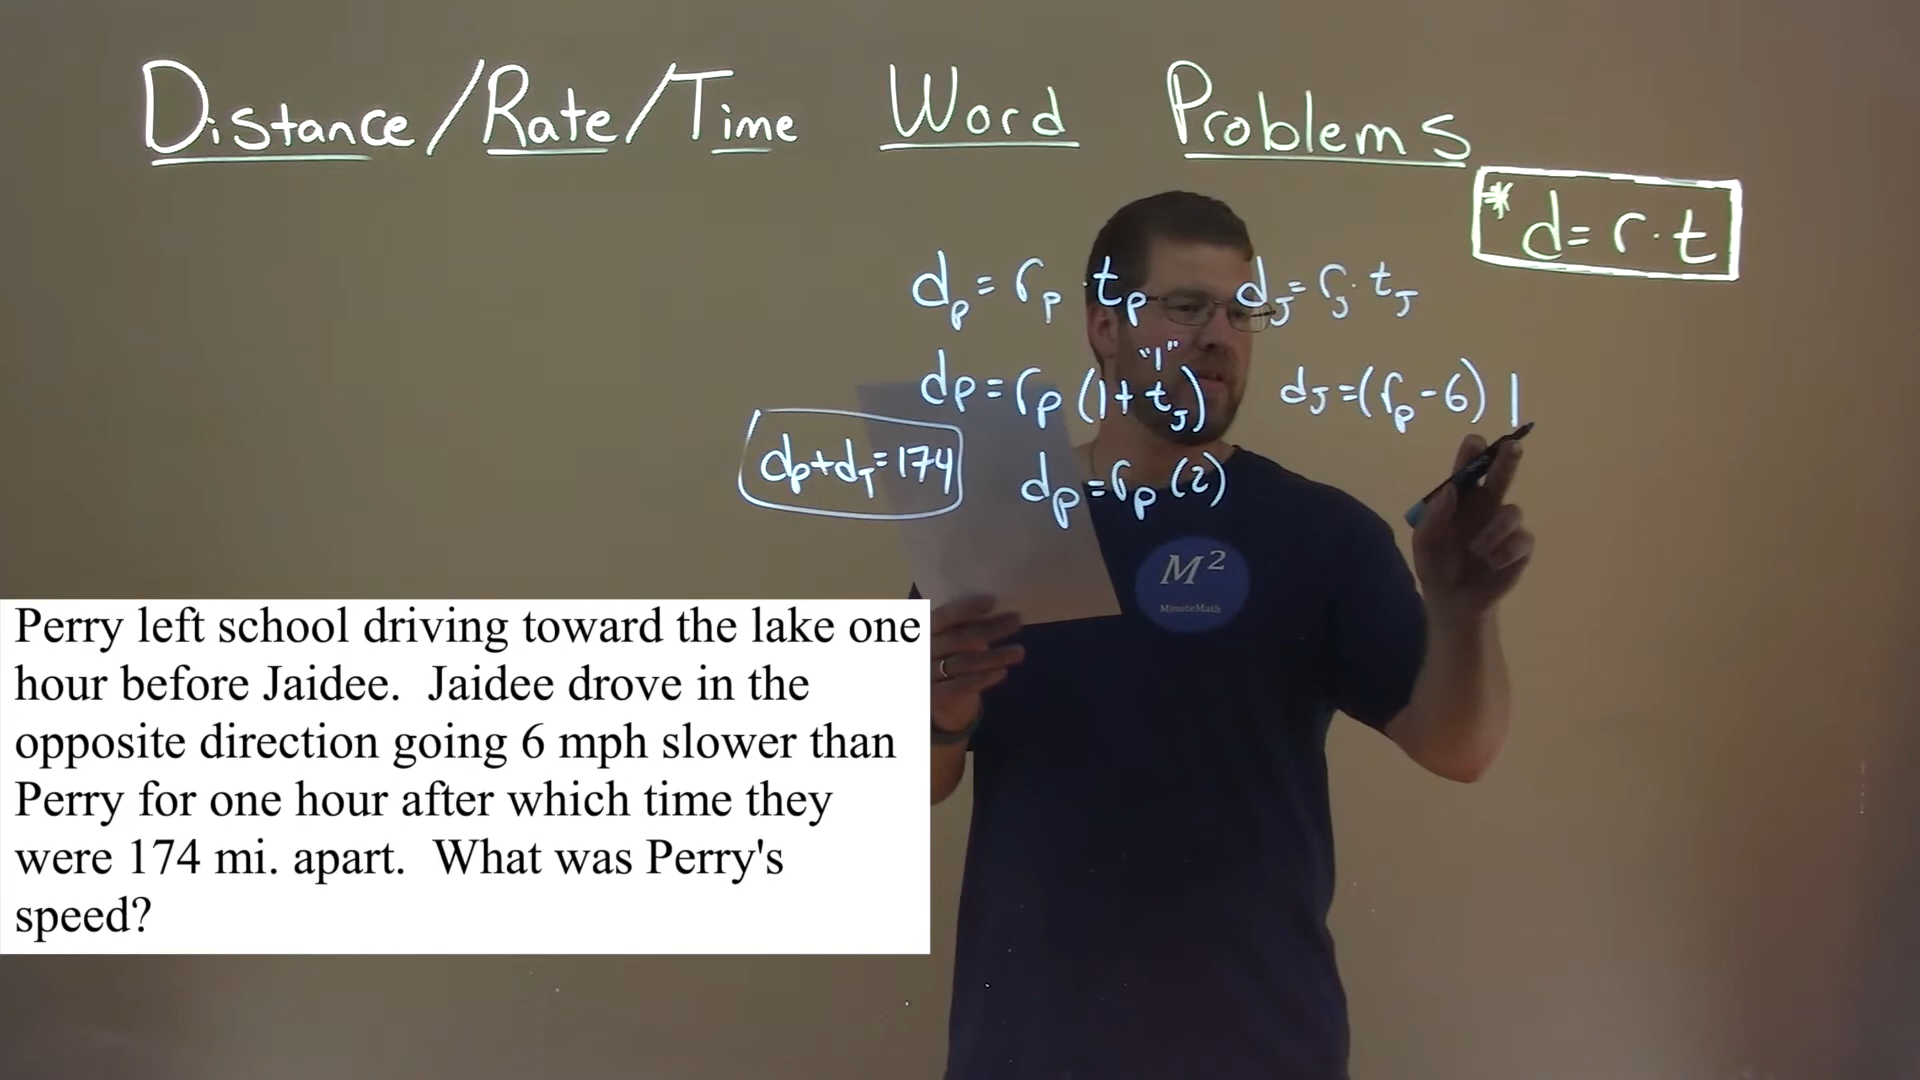 Distance/Rate/Time Word Problems
* d = r · t
dp = rp · tp dJ = rJ · tJ
"1"
dp = rp (1 + tJ) dJ = (rp - 6) 1
dp + dT = 174
dp = rp (2)
M²
MinuteMath
Perry left school driving toward the lake one
hour before Jaidee. Jaidee drove in the
opposite direction going 6 mph slower than
Perry for one hour after which time they
were 174 mi. apart. What was Perry's
speed?